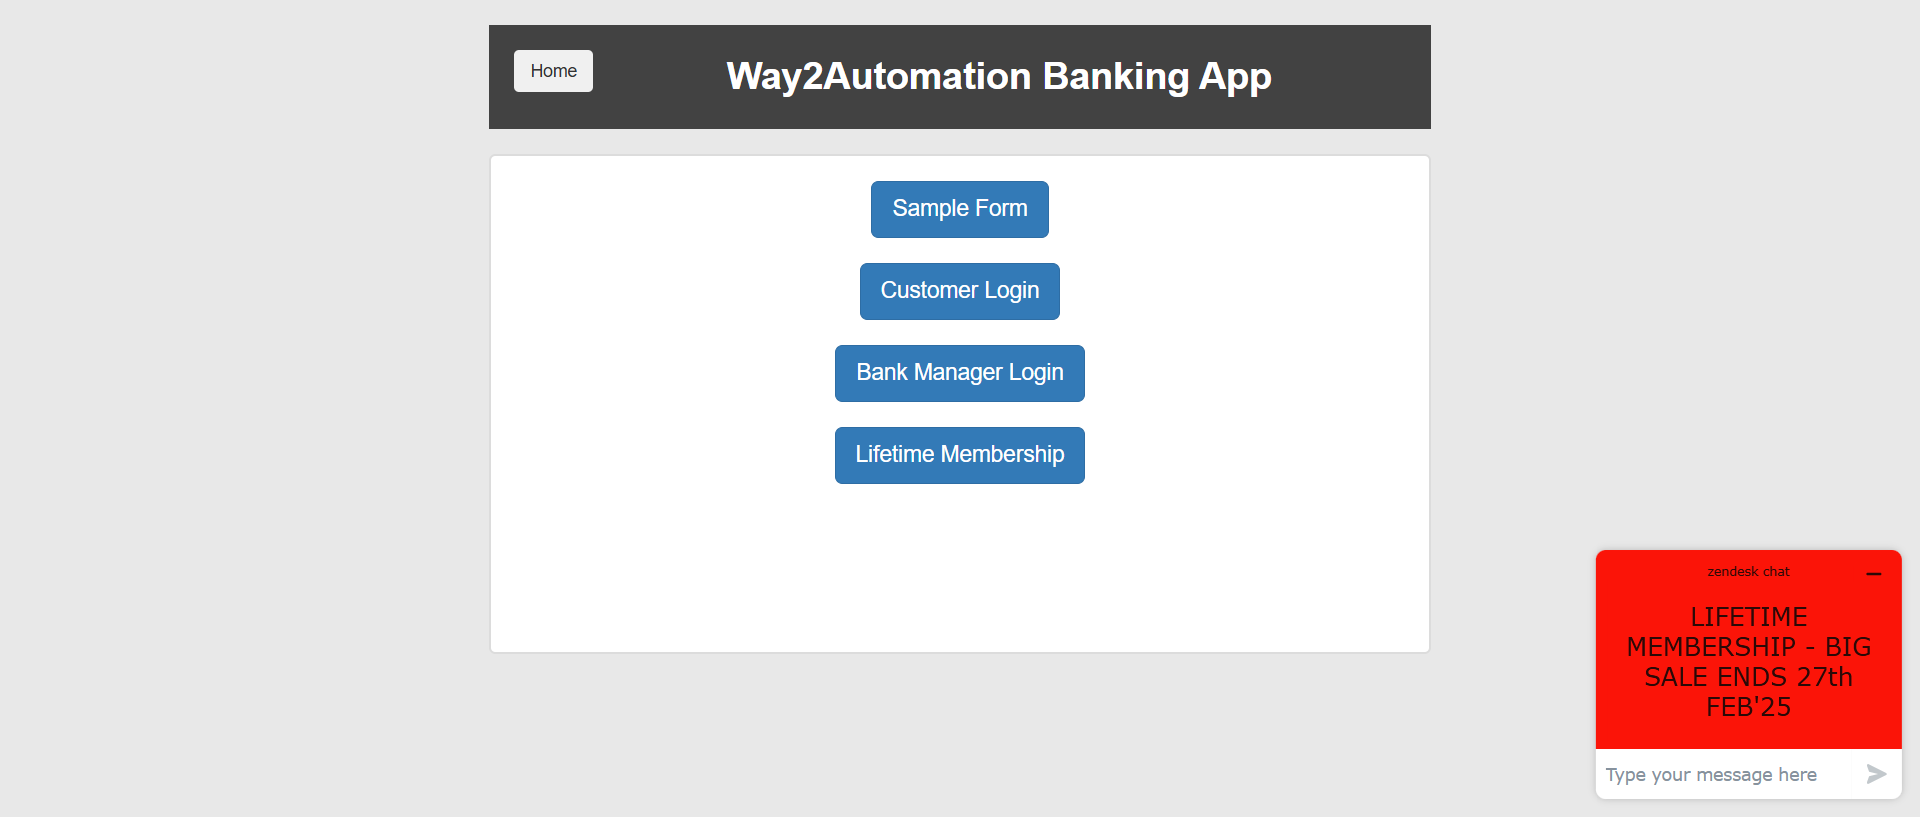 Home
Way2Automation Banking App
Sample Form
Customer Login
Bank Manager Login
Lifetime Membership
zendesk chat
LIFETIME
MEMBERSHIP - BIG
SALE ENDS 27th
FEB'25
Type your message here